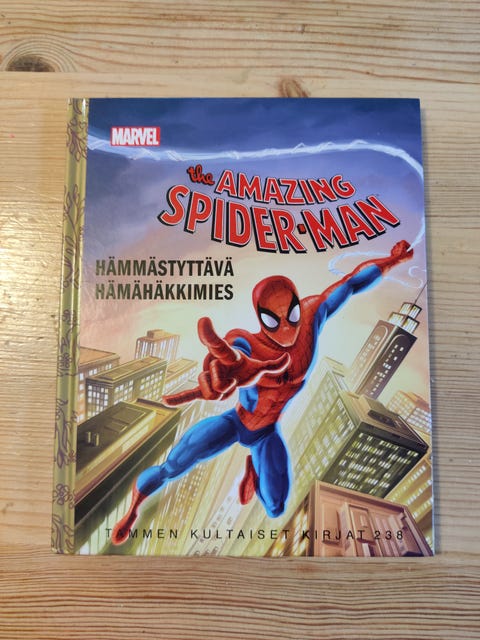 MARVEL
the AMAZING
SPIDER-MAN
HÄMMÄSTYTTÄVÄ
HÄMÄHÄKKIMIES
TAMMEN KULTAISET KIRJAT 238